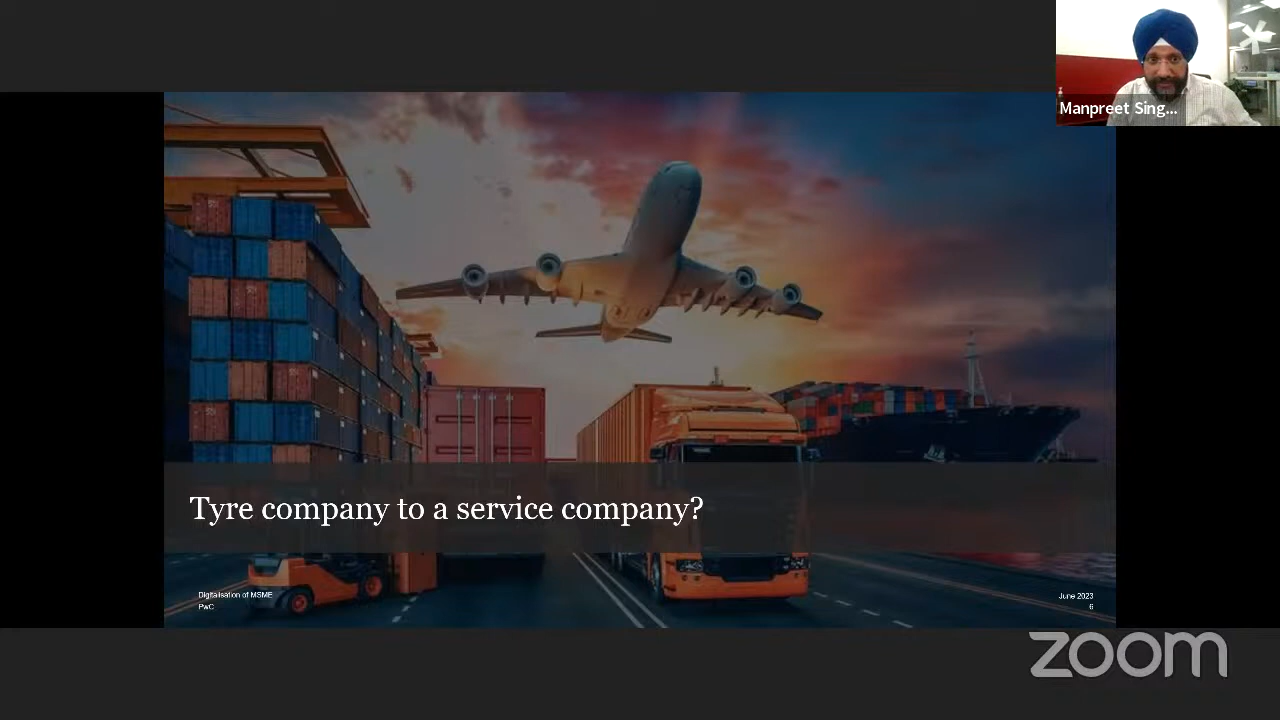 Manpreet Sing...
Tyre company to a service company?
Digitalisation of MSME
PwC
June 2023
6
zoom